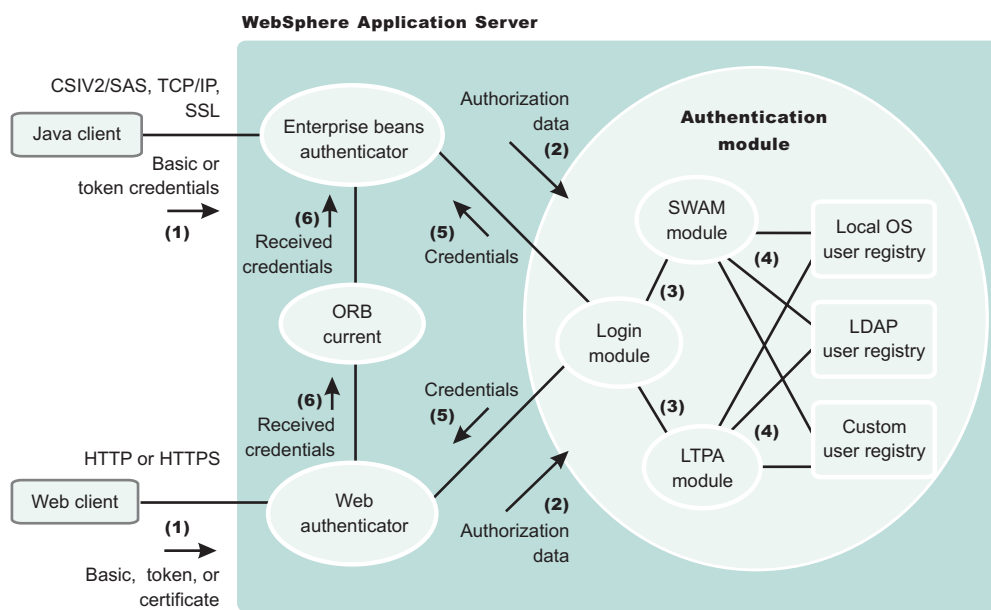 WebSphere Application Server
CSIV2/SAS, TCP/IP,
SSL
Java client
Basic or
token credentials
(1)
Enterprise beans
authenticator
Authorization
data
(2)
Authentication
module
(6)
Received
credentials
(5)
Credentials
SWAM
module
Local OS
user registry
(4)
(3)
ORB
current
Login
module
LDAP
user registry
(6)
Received
credentials
Credentials
(5)
(3)
(4)
Custom
user registry
LTPA
module
HTTP or HTTPS
Web client
(1)
Basic, token, or
certificate
Web
authenticator
(2)
Authorization
data